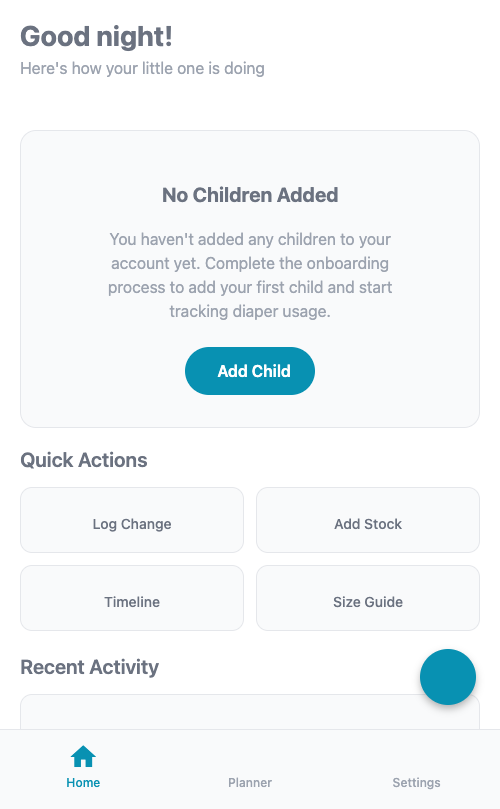 Good night!
Here's how your little one is doing
No Children Added
You haven't added any children to your
account yet. Complete the onboarding
process to add your first child and start
tracking diaper usage.
Add Child
Quick Actions
Log Change
Add Stock
Timeline
Size Guide
Recent Activity
Home
Planner
Settings